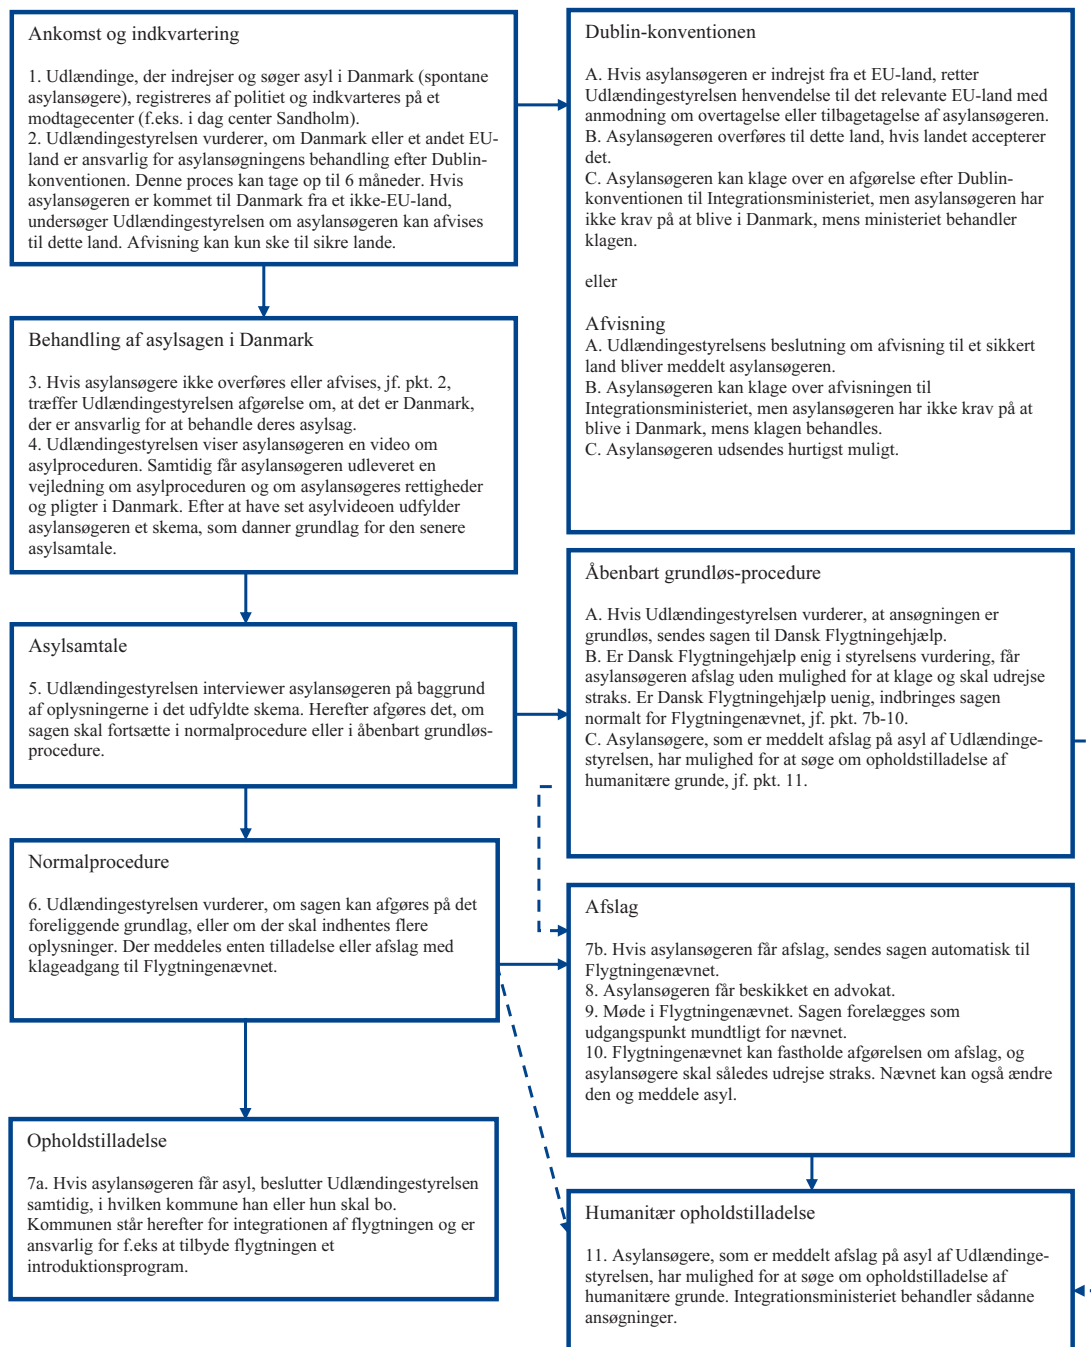 Ankomst og indkvartering
1. Udlændinge, der indrejser og søger asyl i Danmark (spontane
asylansøgere), registreres af politiet og indkvarteres på et
modtagecenter (f.eks. i dag center Sandholm).
2. Udlændingestyrelsen vurderer, om Danmark eller et andet EU-
land er ansvarlig for asylansøgningens behandling efter Dublin-
konventionen. Denne proces kan tage op til 6 måneder. Hvis
asylansøgeren er kommet til Danmark fra et ikke-EU-land,
undersøger Udlændingestyrelsen om asylansøgeren kan afvises
til dette land. Afvisning kan kun ske til sikre lande.
Dublin-konventionen
A. Hvis asylansøgeren er indrejst fra et EU-land, retter
Udlændingestyrelsen henvendelse til det relevante EU-land med
anmodning om overtagelse eller tilbagetagelse af asylansøgeren.
B. Asylansøgeren overføres til dette land, hvis landet accepterer
det.
C. Asylansøgeren kan klage over en afgørelse efter Dublin-
konventionen til Integrationsministeriet, men asylansøgeren har
ikke krav på at blive i Danmark, mens ministeriet behandler
klagen.
eller
Afvisning
A. Udlændingestyrelsens beslutning om afvisning til et sikkert
land bliver meddelt asylansøgeren.
B. Asylansøgeren kan klage over afvisningen til
Integrationsministeriet, men asylansøgeren har ikke krav på at
blive i Danmark, mens klagen behandles.
C. Asylansøgeren udsendes hurtigst muligt.
Behandling af asylsagen i Danmark
3. Hvis asylansøgere ikke overføres eller afvises, jf. pkt. 2,
træffer Udlændingestyrelsen afgørelse om, at det er Danmark,
der er ansvarlig for at behandle deres asylsag.
4. Udlændingestyrelsen viser asylansøgeren en video om
asylproceduren. Samtidig får asylansøgeren udleveret en
vejledning om asylproceduren og om asylansøgeres rettigheder
og pligter i Danmark. Efter at have set asylvideoen udfylder
asylansøgeren et skema, som danner grundlag for den senere
asylsamtale.
Asylsamtale
5. Udlændingestyrelsen interviewer asylansøgeren på baggrund
af oplysningerne i det udfyldte skema. Herefter afgøres det, om
sagen skal fortsætte i normalprocedure eller i åbenbart grundløs-
procedure.
Åbenbart grundløs-procedure
A. Hvis Udlændingestyrelsen vurderer, at ansøgningen er
grundløs, sendes sagen til Dansk Flygtningehjælp.
B. Er Dansk Flygtningehjælp enig i styrelsens vurdering, får
asylansøgeren afslag uden mulighed for at klage og skal udrejse
straks. Er Dansk Flygtningehjælp uenig, indbringes sagen
normalt for Flygtningenævnet, jf. pkt. 7b-10.
C. Asylansøgere, som er meddelt afslag på asyl af Udlændinge-
styrelsen, har mulighed for at søge om opholdstilladelse af
humanitære grunde, jf. pkt. 11.
Normalprocedure
6. Udlændingestyrelsen vurderer, om sagen kan afgøres på det
foreliggende grundlag, eller om der skal indhentes flere
oplysninger. Der meddeles enten tilladelse eller afslag med
klageadgang til Flygtningenævnet.
Afslag
7b. Hvis asylansøgeren får afslag, sendes sagen automatisk til
Flygtningenævnet.
8. Asylansøgeren får beskikket en advokat.
9. Møde i Flygtningenævnet. Sagen forelægges som
udgangspunkt mundtligt for nævnet.
10. Flygtningenævnet kan fastholde afgørelsen om afslag, og
asylansøgere skal således udrejse straks. Nævnet kan også ændre
den og meddele asyl.
Opholdstilladelse
7a. Hvis asylansøgeren får asyl, beslutter Udlændingestyrelsen
samtidig, i hvilken kommune han eller hun skal bo.
Kommunen står herefter for integrationen af flygtningen og er
ansvarlig for f.eks at tilbyde flygtningen et
introduktionsprogram.
Humanitær opholdstilladelse
11. Asylansøgere, som er meddelt afslag på asyl af Udlændinge-
styrelsen, har mulighed for at søge om opholdstilladelse af
humanitære grunde. Integrationsministeriet behandler sådanne
ansøgninger.